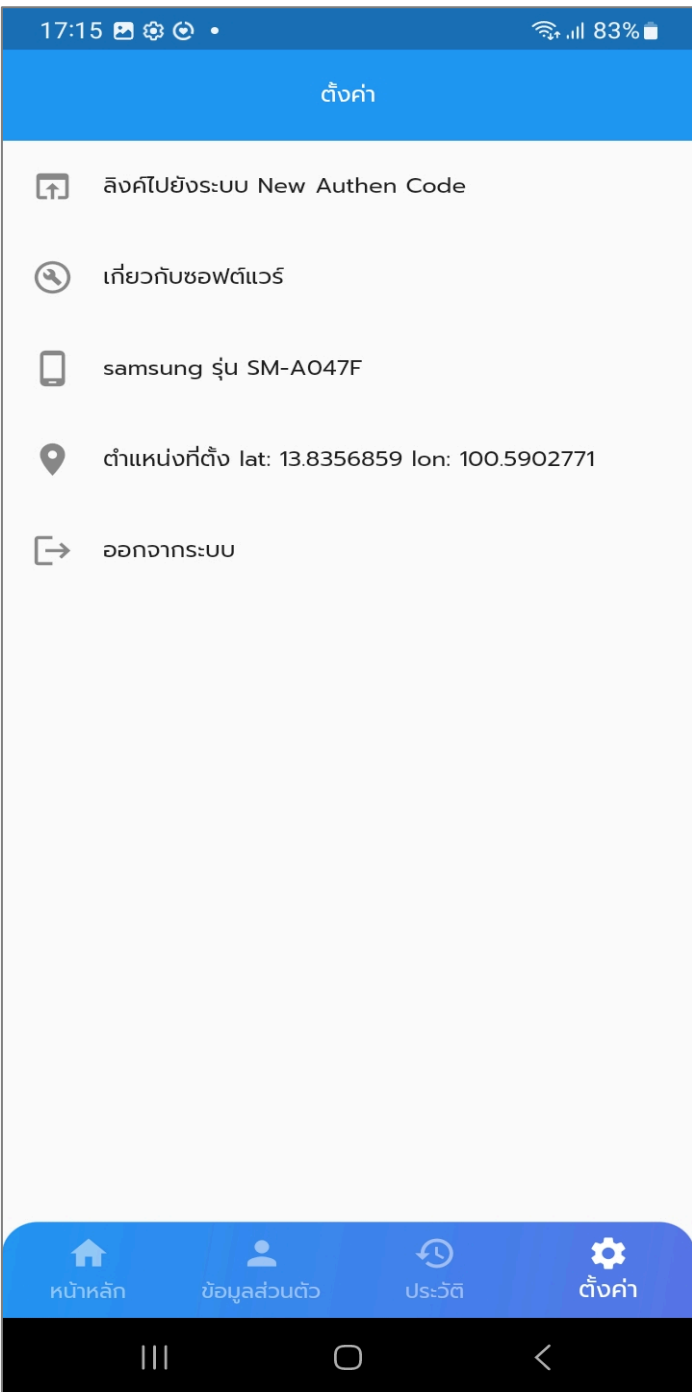 17:15 83%
ตั้งค่า
ลิงค์ไปยังระบบ New Authen Code
เกี่ยวกับซอฟต์แวร์
samsung รุ่น SM-A047F
ตำแหน่งที่ตั้ง lat: 13.8356859 lon: 100.5902771
ออกจากระบบ
หน้าหลัก ข้อมูลส่วนตัว ประวัติ ตั้งค่า